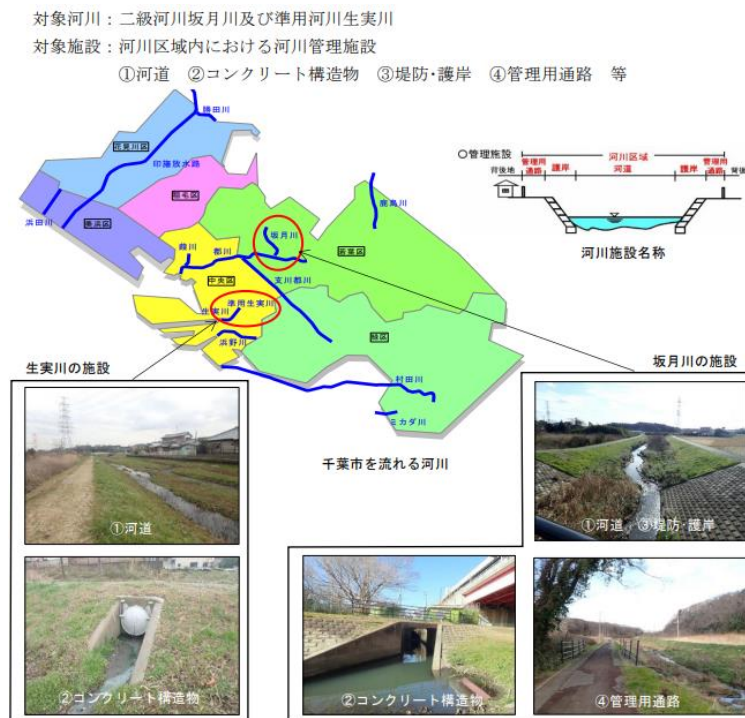 対象河川：二級河川坂月川及び準用河川生実川
対象施設：河川区域内における河川管理施設
①河道　②コンクリート構造物　③堤防・護岸　④管理用通路　等
勝田川
花見川区
印旛放水路
稲毛区
浜田川
美浜区
鹿島川
坂月川
若葉区
葭川
都川
中央区
支川都川
準用生実川
生実川
浜野川
緑区
村田川
ミカダ川
千葉市を流れる河川
○管理施設
河川区域
管理用通路
護岸
河道
護岸
管理用通路
背後地
背後
河川施設名称
生実川の施設
①河道
②コンクリート構造物
坂月川の施設
①河道　③堤防・護岸
②コンクリート構造物
④管理用通路